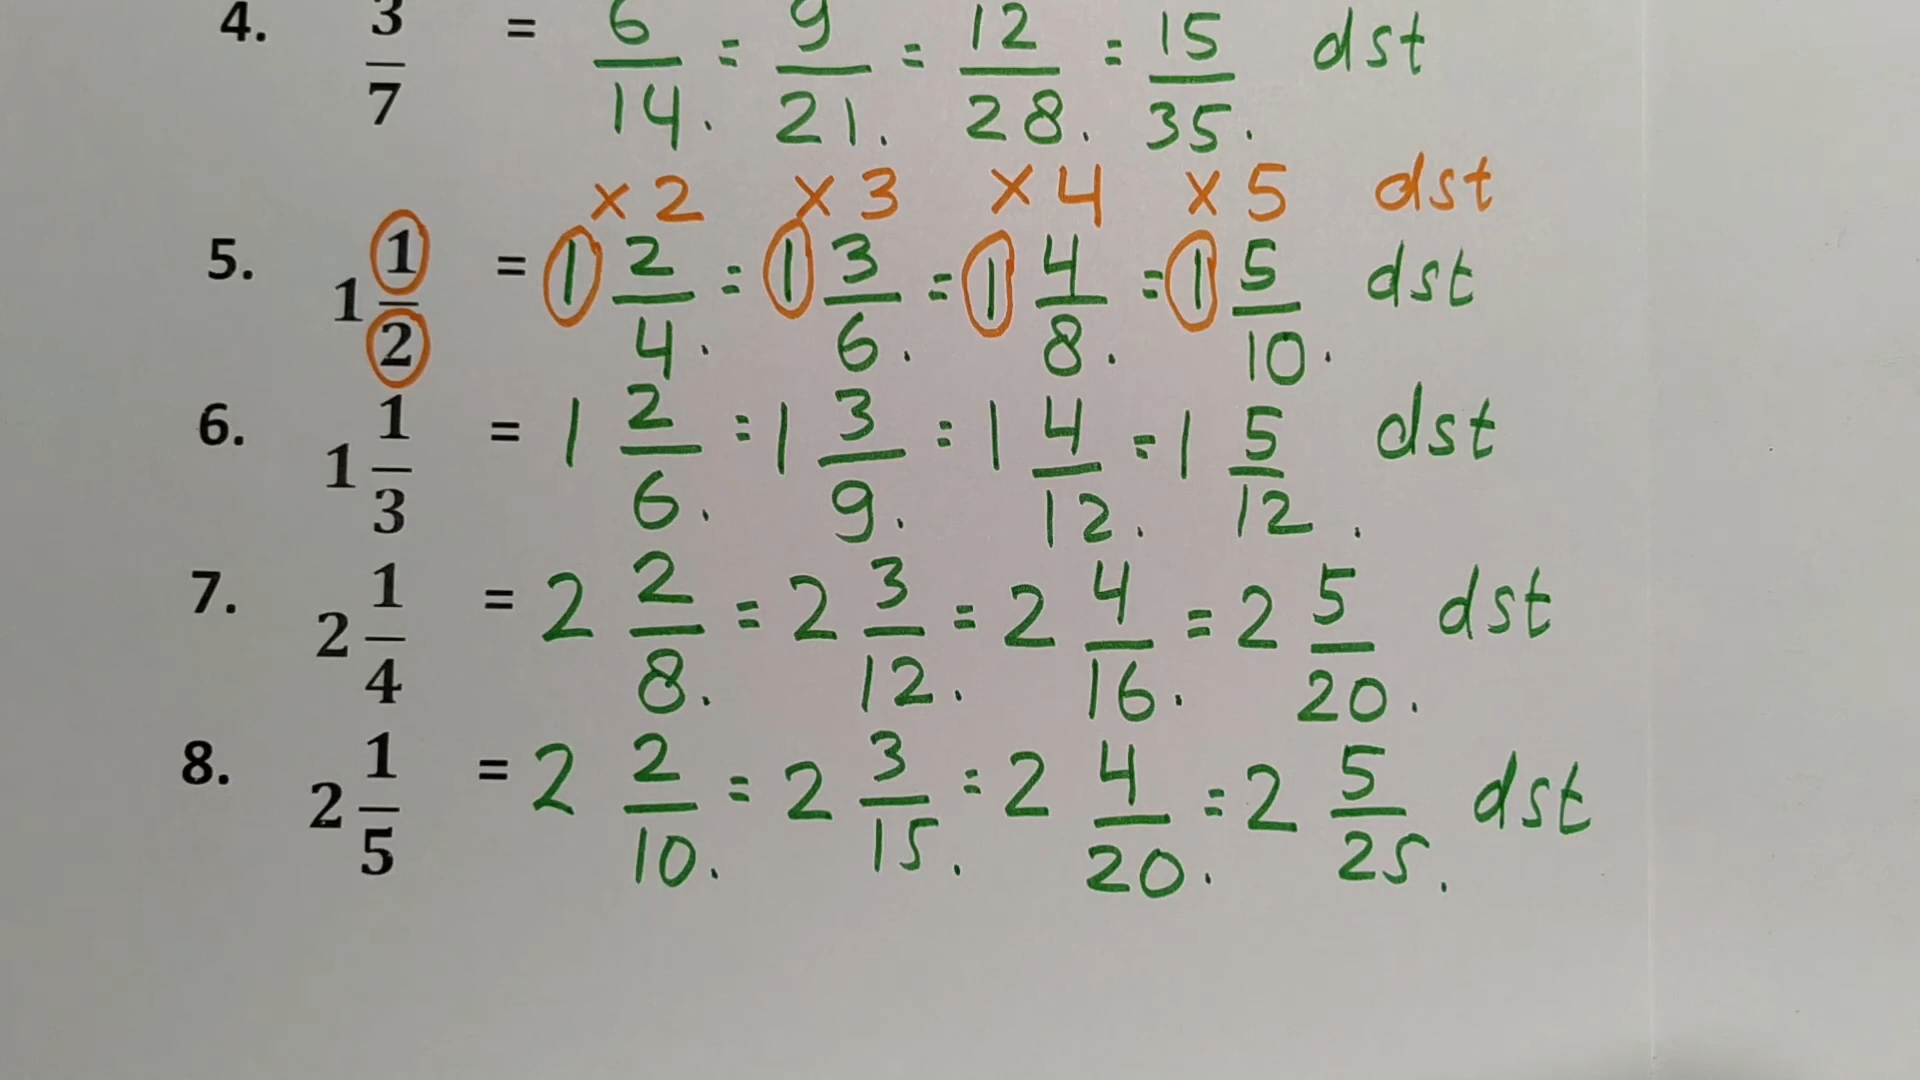 4. 3/7 = 6/14 = 9/21 = 12/28 = 15/35 dst
×2 ×3 ×4 ×5 dst
5. 1 1/2 = 1 2/4 = 1 3/6 = 1 4/8 = 1 5/10 dst
6. 1 1/3 = 1 2/6 = 1 3/9 = 1 4/12 = 1 5/12 dst
7. 2 1/4 = 2 2/8 = 2 3/12 = 2 4/16 = 2 5/20 dst
8. 2 1/5 = 2 2/10 = 2 3/15 = 2 4/20 = 2 5/25 dst